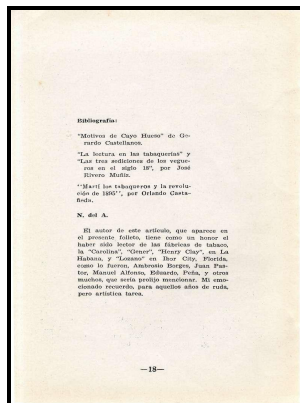 Bibliografía:
"Motivos de Cayo Hueso" de Ge-
rardo Castellanos.
"La lectura en las tabaquerías" y
"Las tres sediciones de los vegue-
ros en el siglo 18", por José
Rivero Muñiz.
"Martí los tabaqueros y la revolu-
ción de 1895", por Orlando Casta-
ñeda.
N. del A.
El autor de este artículo, que aparece en
el presente folleto, tiene como un honor el
haber sido lector de las fábricas de tabaco,
la "Carolina", "Gener", "Henry Clay", en La
Habana, y "Lozano" en Ibor City, Florida,
como lo fueron, Ambrosio Borges, Juan Pas-
tor, Manuel Alfonso, Eduardo, Peña, y otros
muchos, que sería prolijo mencionar. Mi emo-
cionado recuerdo, para aquellos años de ruda,
pero artística tarea.
—18—